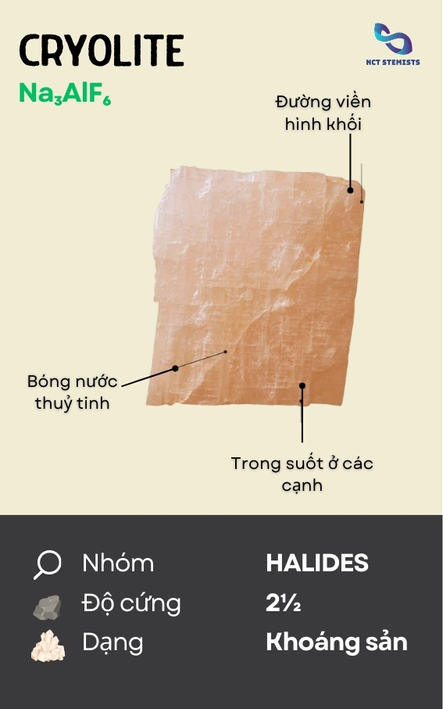 CRYOLITE
Na₃AlF₆
NCT STEMISTS
Đường viền
hình khối
Bóng nước
thuỷ tinh
Trong suốt ở các
cạnh
Nhóm HALIDES
Độ cứng 2½
Dạng Khoáng sản